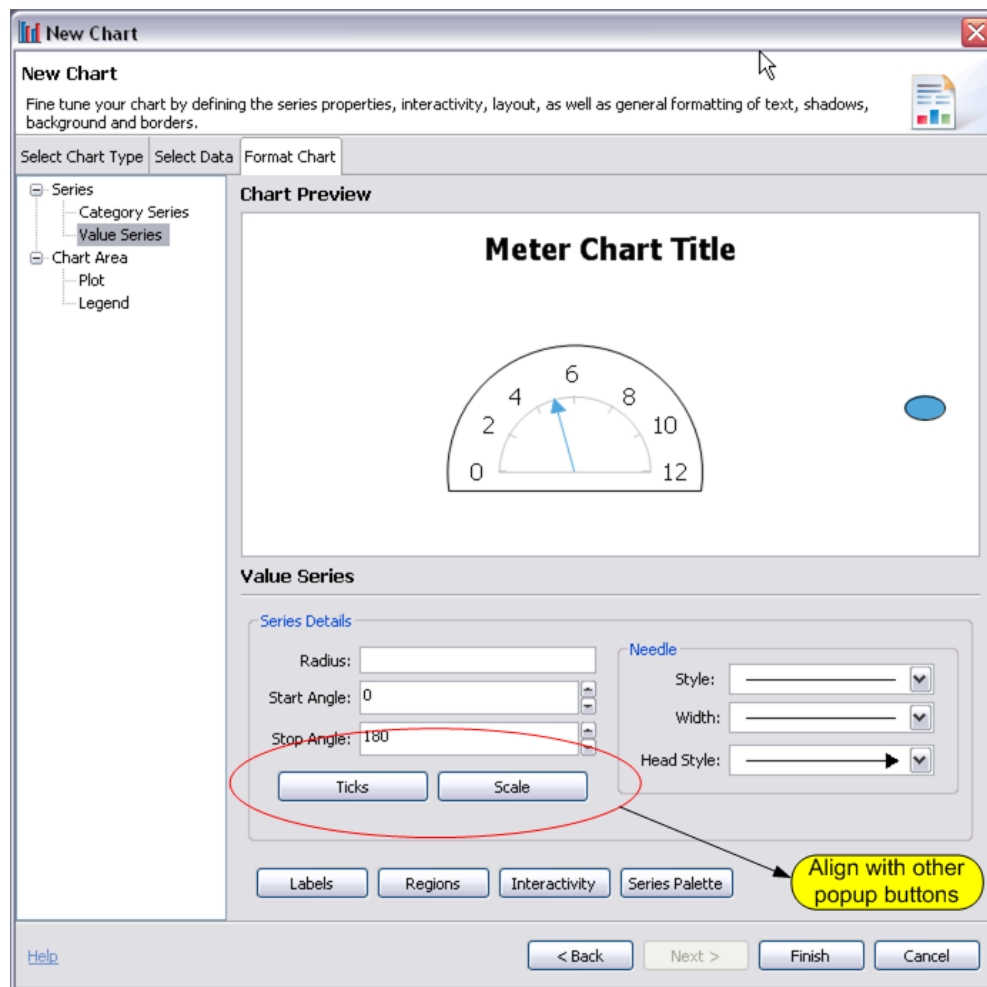 New Chart
New Chart
Fine tune your chart by defining the series properties, interactivity, layout, as well as general formatting of text, shadows,
background and borders.
Select Chart Type Select Data Format Chart
Series
Category Series
Value Series
Chart Area
Plot
Legend
Chart Preview
Meter Chart Title
0 2 4 6 8 10 12
Value Series
Series Details
Radius:
Start Angle: 0
Stop Angle: 180
Ticks Scale
Needle
Style:
Width:
Head Style:
Align with other
popup buttons
Labels Regions Interactivity Series Palette
Help < Back Next > Finish Cancel